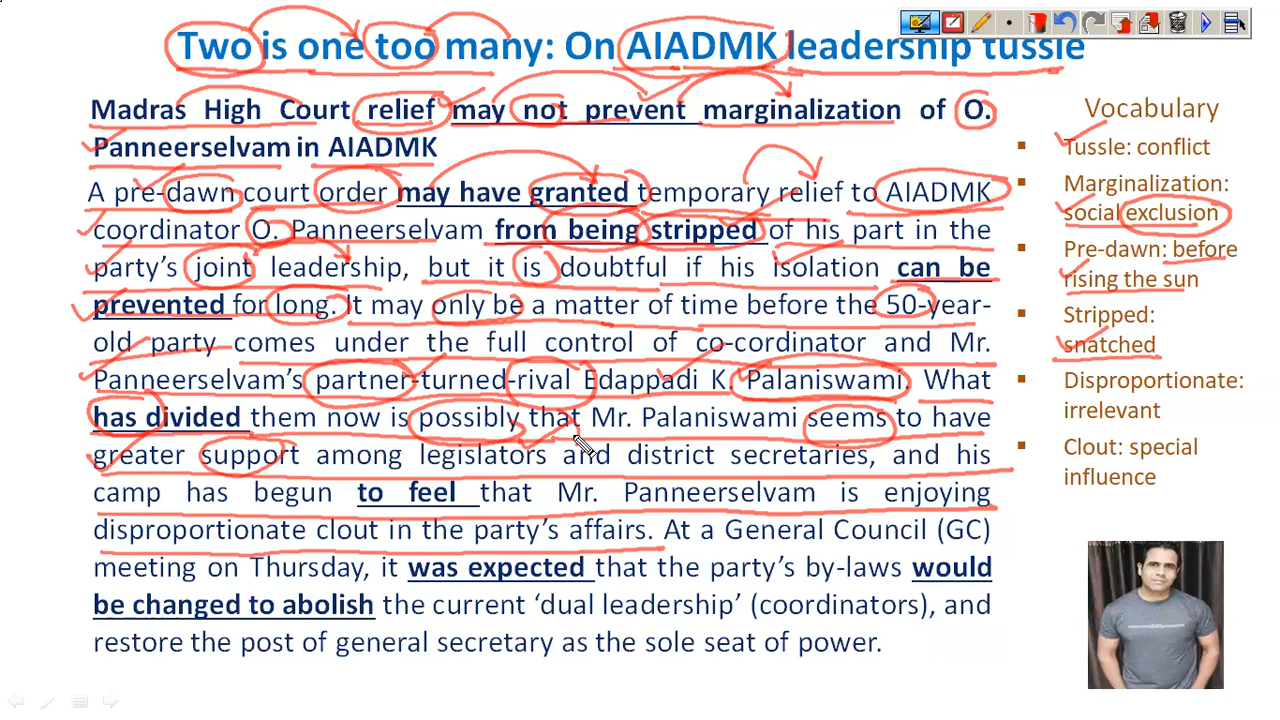 Two is one too many: On AIADMK leadership tussle
Madras High Court relief may not prevent marginalization of O.
Panneerselvam in AIADMK
A pre-dawn court order may have granted temporary relief to AIADMK
coordinator O. Panneerselvam from being stripped of his part in the
party's joint leadership, but it is doubtful if his isolation can be
prevented for long. It may only be a matter of time before the 50-year-
old party comes under the full control of co-coordinator and Mr.
Panneerselvam's partner-turned-rival Edappadi K. Palaniswami. What
has divided them now is possibly that Mr. Palaniswami seems to have
greater support among legislators and district secretaries, and his
camp has begun to feel that Mr. Panneerselvam is enjoying
disproportionate clout in the party's affairs. At a General Council (GC)
meeting on Thursday, it was expected that the party's by-laws would
be changed to abolish the current 'dual leadership' (coordinators), and
restore the post of general secretary as the sole seat of power.
Vocabulary
▪ Tussle: conflict
▪ Marginalization:
social exclusion
▪ Pre-dawn: before
rising the sun
▪ Stripped:
snatched
▪ Disproportionate:
irrelevant
▪ Clout: special
influence